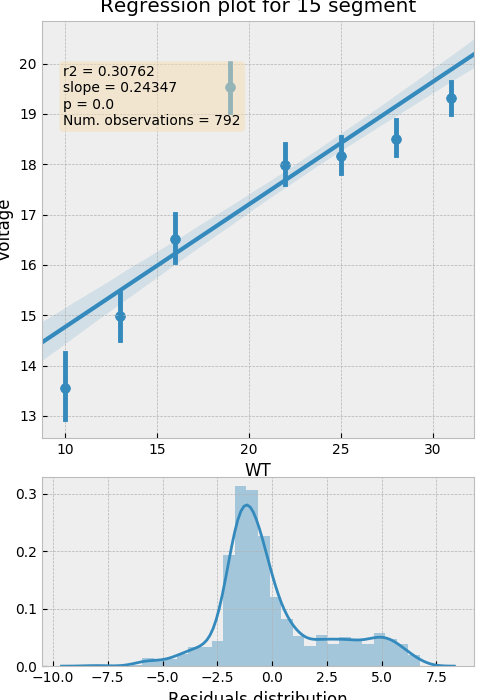 Regression plot for 15 segment
r2 = 0.30762
slope = 0.24347
p = 0.0
Num. observations = 792
20
19
18
17
16
15
14
13
Voltage
10 15 20 25 30
WT
0.3
0.2
0.1
0.0
−10.0 −7.5 −5.0 −2.5 0.0 2.5 5.0 7.5
Residuals distribution